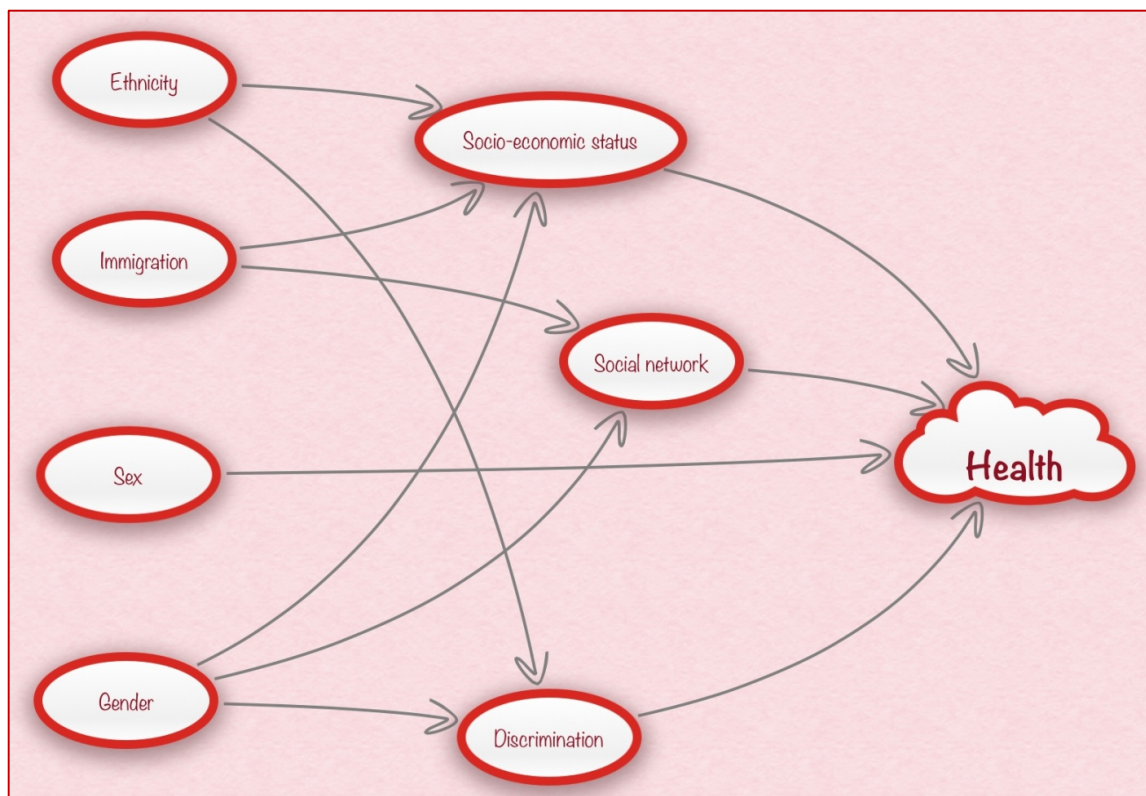 Ethnicity
Socio-economic status
Immigration
Social network
Sex
Health
Gender
Discrimination